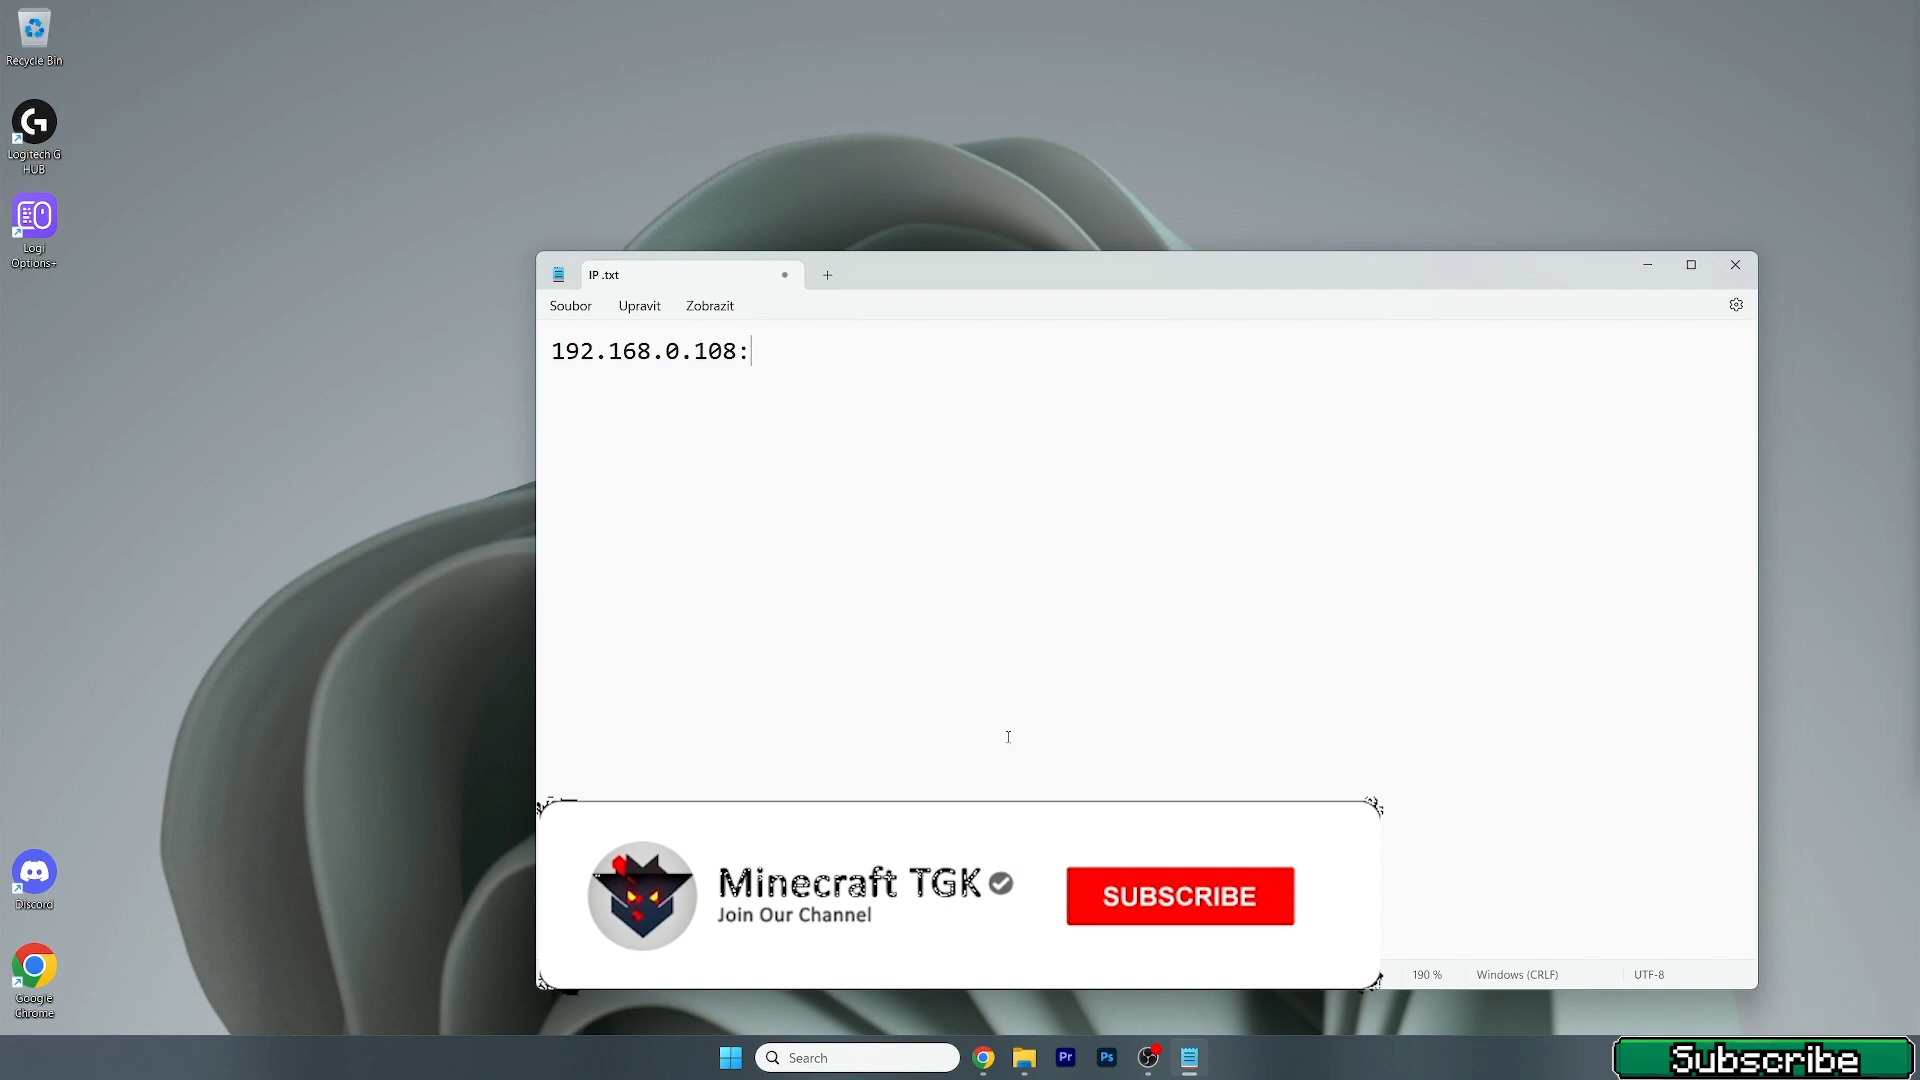 Recycle Bin
Logitech G
HUB
Logi
Options+
Discord
Google
Chrome
IP .txt
Soubor Upravit Zobrazit
192.168.0.108:
Minecraft TGK
Join Our Channel
SUBSCRIBE
190 % Windows (CRLF) UTF-8
Search
Pr
Ps
Subscribe